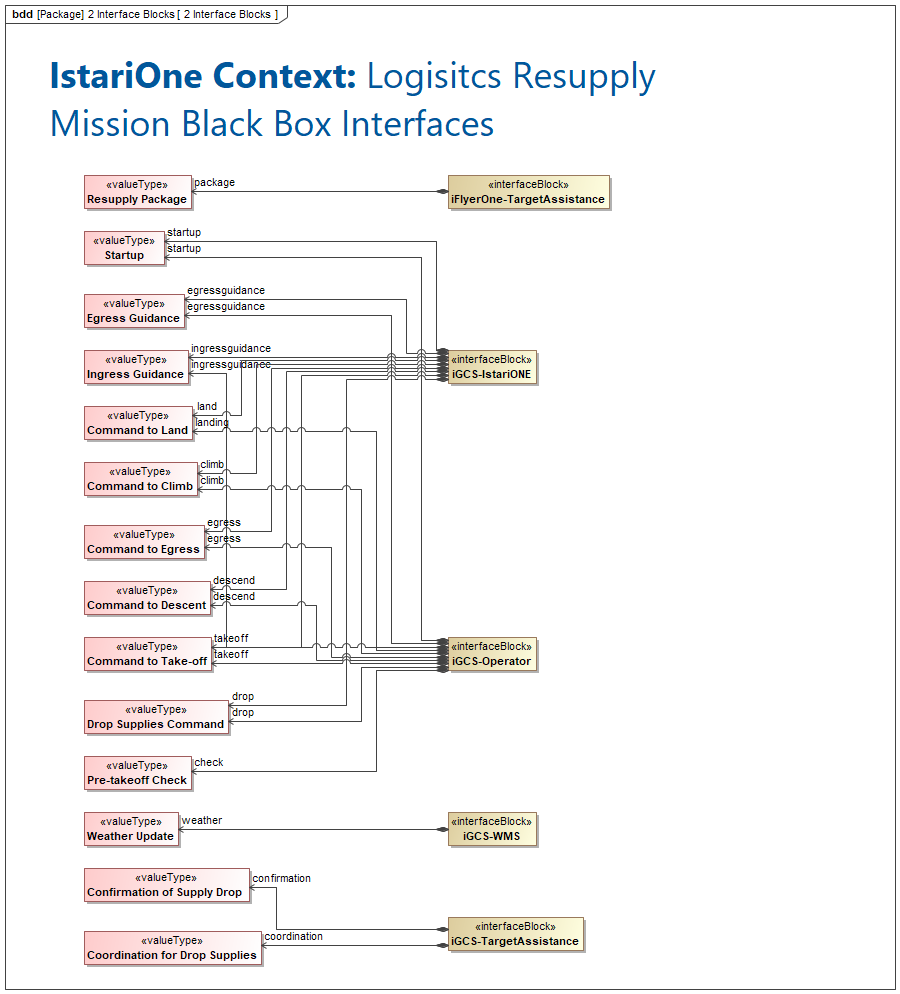 bdd [Package] 2 Interface Blocks [ 2 Interface Blocks ]
IstariOne Context: Logisitcs Resupply
Mission Black Box Interfaces
«valueType»
Resupply Package
package
«interfaceBlock»
iFlyerOne-TargetAssistance
«valueType»
Startup
startup
startup
«valueType»
Egress Guidance
egressguidance
egressguidance
«valueType»
Ingress Guidance
ingressguidance
ingressguidance
«interfaceBlock»
iGCS-IstariONE
«valueType»
Command to Land
land
landing
«valueType»
Command to Climb
climb
climb
«valueType»
Command to Egress
egress
egress
«valueType»
Command to Descent
descend
descend
«valueType»
Command to Take-off
takeoff
takeoff
«interfaceBlock»
iGCS-Operator
«valueType»
Drop Supplies Command
drop
drop
«valueType»
Pre-takeoff Check
check
«valueType»
Weather Update
weather
«interfaceBlock»
iGCS-WMS
«valueType»
Confirmation of Supply Drop
confirmation
«interfaceBlock»
iGCS-TargetAssistance
«valueType»
Coordination for Drop Supplies
coordination